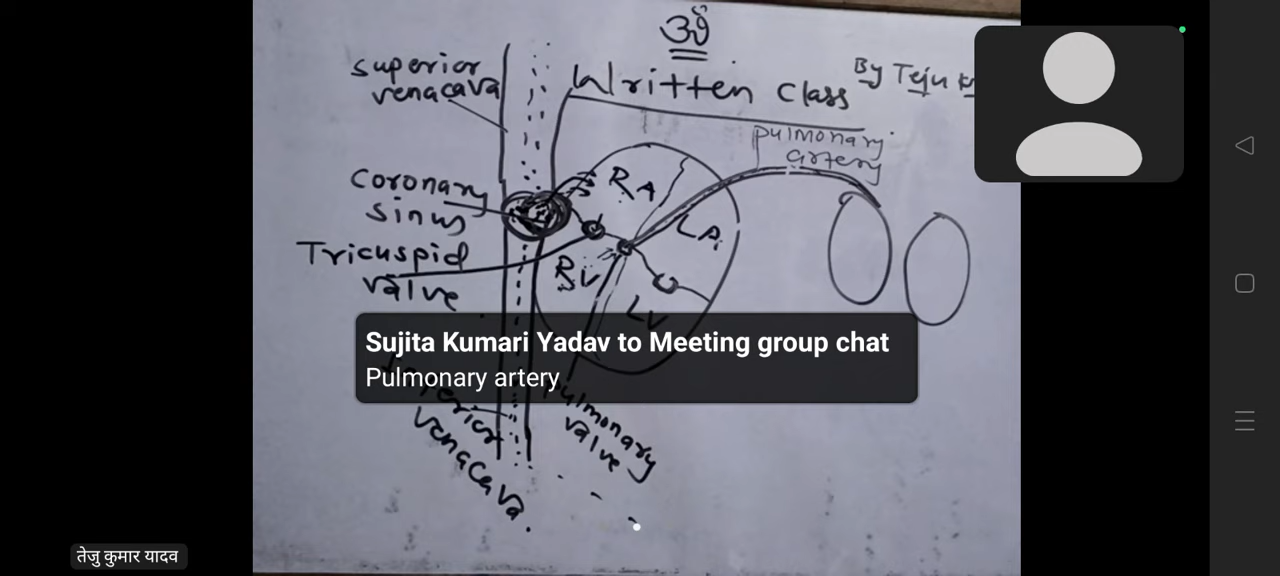 ॐ
Written Class
By Teju
superior
venacava
pulmonary
artery
Coronary
sinus
RA
LA
Tricuspid
valve
RV
LV
Sujita Kumari Yadav to Meeting group chat
Pulmonary artery
Inferior
venacava.
pulmonary
valve
तेजु कुमार यादव